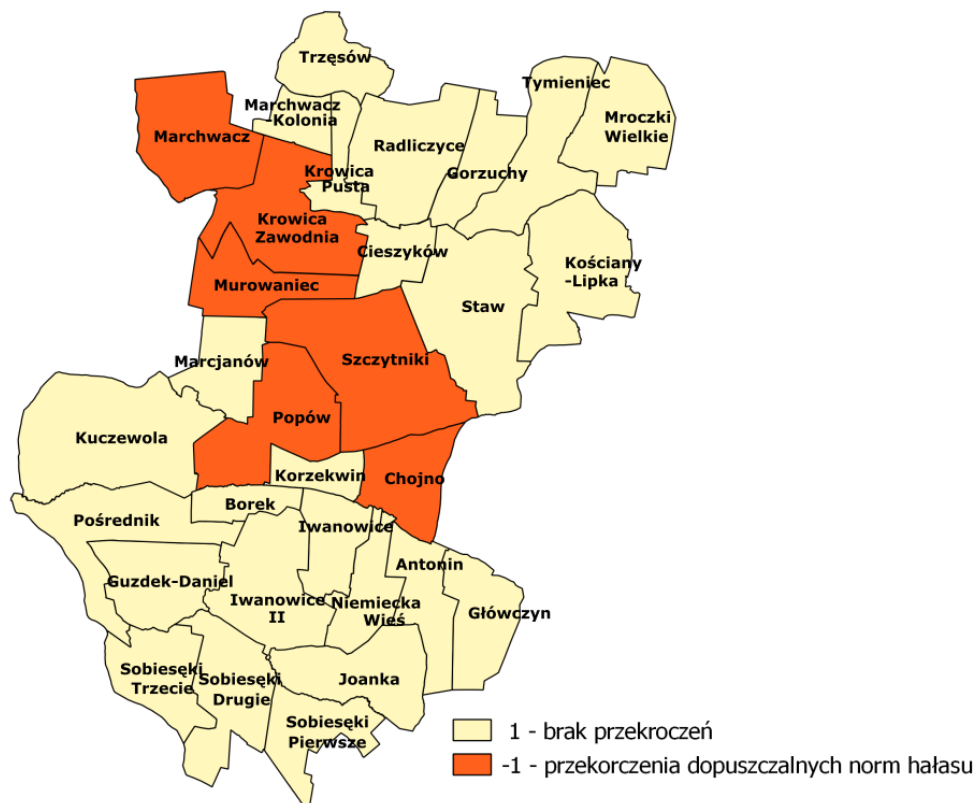 Trzęsów
Tymieniec
Marchwacz
-Kolonia
Mroczki
Wielkie
Marchwacz
Radliczyce
Krowica
Pusta
Gorzuchy
Krowica
Zawodnia
Cieszyków
Kościany
-Lipka
Murowaniec
Staw
Marcjanów
Szczytniki
Popów
Kuczewola
Korzekwin
Chojno
Borek
Pośrednik
Iwanowice
Antonin
Guzdek-Daniel
Iwanowice
II
Niemiecka
Wieś
Główczyn
Sobiesęki
Trzecie
Sobiesęki
Drugie
Joanka
Sobiesęki
Pierwsze
1 - brak przekroczeń
-1 - przekorczenia dopuszczalnych norm hałasu